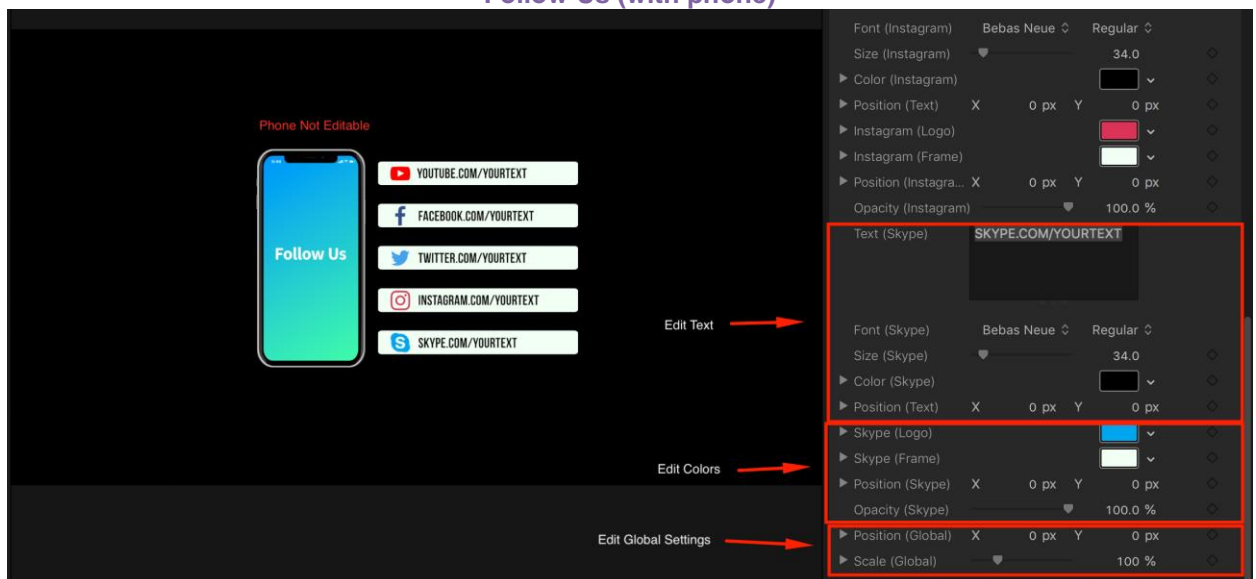 Follow Us (with phone)
Phone Not Editable
Follow Us
YOUTUBE.COM/YOURTEXT
FACEBOOK.COM/YOURTEXT
TWITTER.COM/YOURTEXT
INSTAGRAM.COM/YOURTEXT
SKYPE.COM/YOURTEXT
Edit Text
Edit Colors
Edit Global Settings
Font (Instagram) Bebas Neue Regular
Size (Instagram) 34.0
Color (Instagram)
Position (Text) X 0 px Y 0 px
Instagram (Logo)
Instagram (Frame)
Position (Instagra... X 0 px Y 0 px
Opacity (Instagram) 100.0 %
Text (Skype) SKYPE.COM/YOURTEXT
Font (Skype) Bebas Neue Regular
Size (Skype) 34.0
Color (Skype)
Position (Text) X 0 px Y 0 px
Skype (Logo)
Skype (Frame)
Position (Skype) X 0 px Y 0 px
Opacity (Skype) 100.0 %
Position (Global) X 0 px Y 0 px
Scale (Global) 100 %